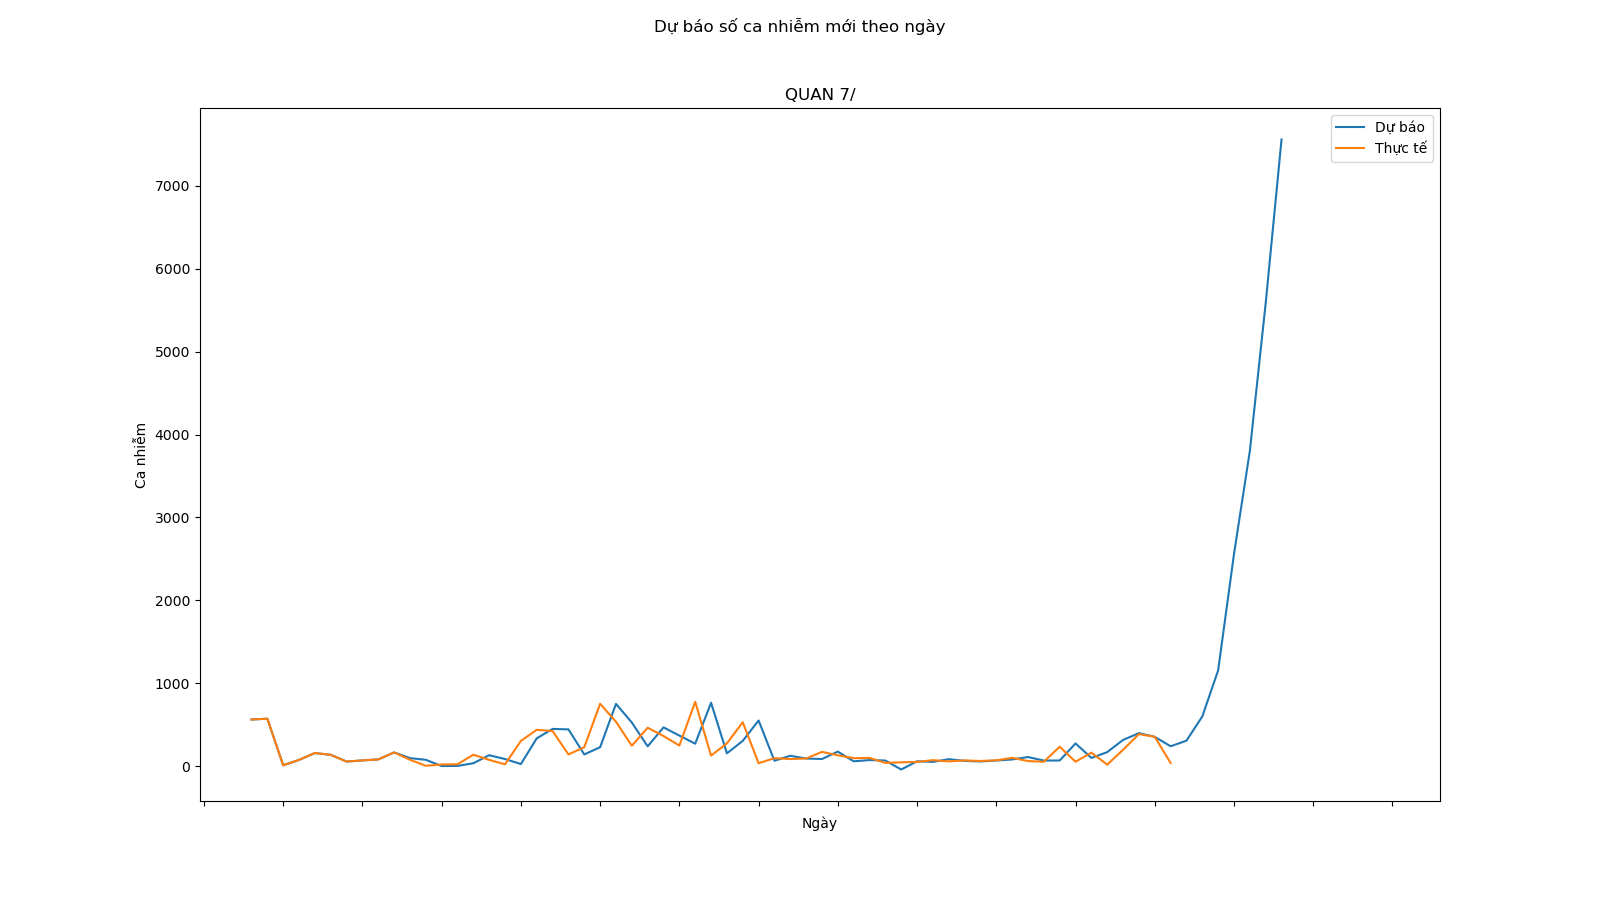 Dự báo số ca nhiễm mới theo ngày
QUAN 7/
Dự báo
Thực tế
7000
6000
5000
4000
3000
2000
1000
0
Ca nhiễm
Ngày